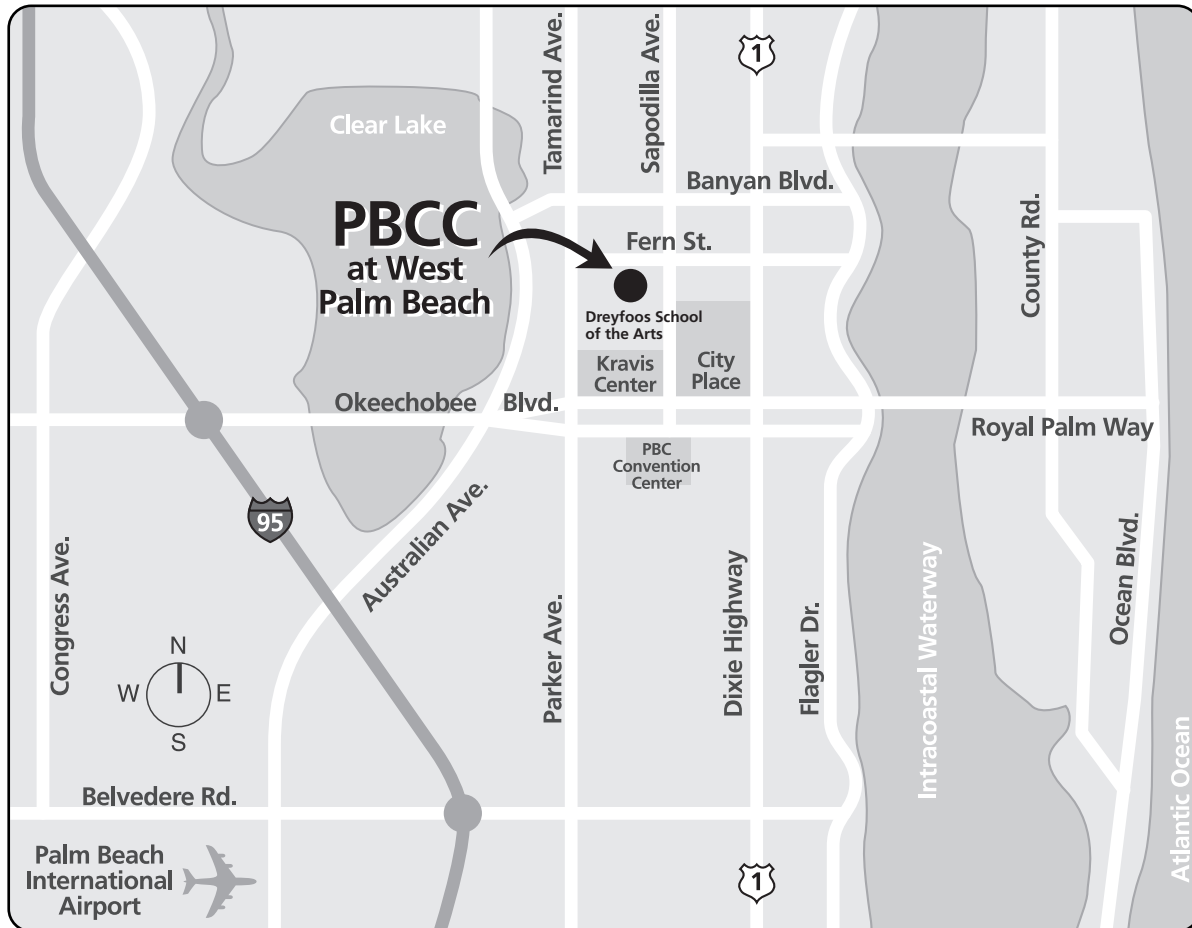 Tamarind Ave.
Sapodilla Ave.
1
Clear Lake
Banyan Blvd.
PBCC
at West
Palm Beach
Fern St.
County Rd.
Dreyfoos School
of the Arts
Kravis
Center
City
Place
Okeechobee Blvd.
Royal Palm Way
PBC
Convention
Center
95
Australian Ave.
Congress Ave.
Parker Ave.
Dixie Highway
Flagler Dr.
Intracoastal Waterway
Ocean Blvd.
Atlantic Ocean
N
W E
S
Belvedere Rd.
Palm Beach
International
Airport
1